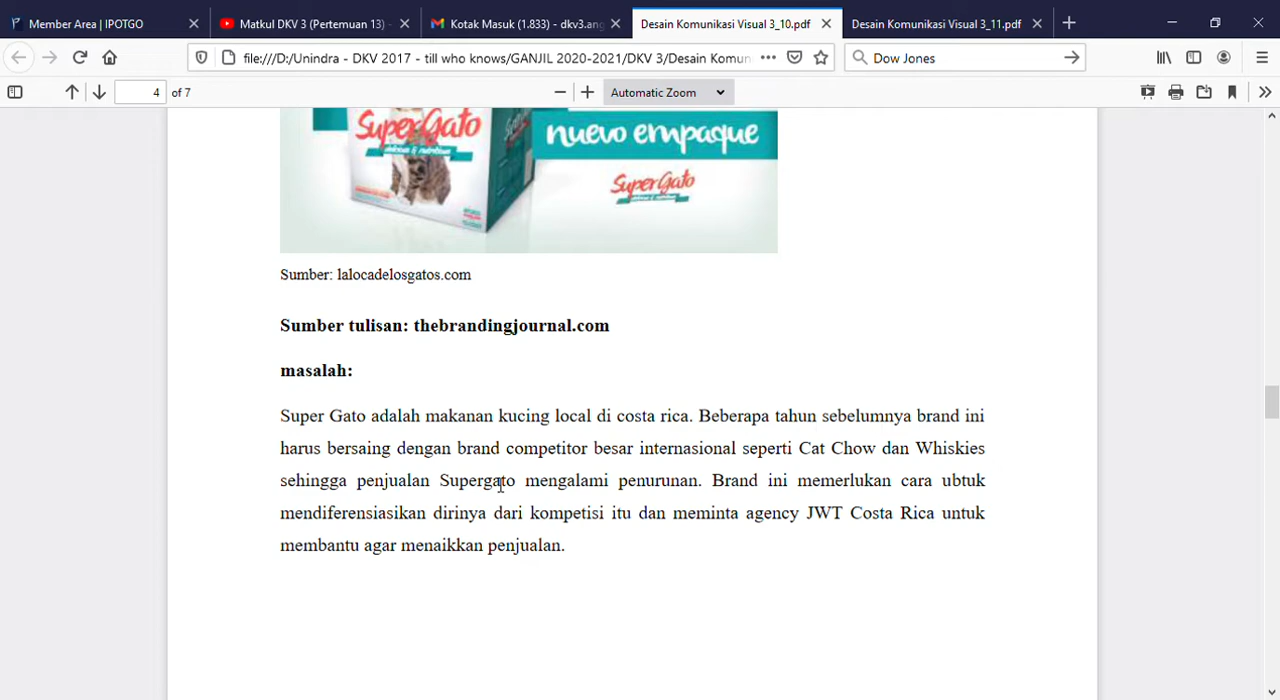 Member Area | IPOTGO
Matkul DKV 3 (Pertemuan 13) -
Kotak Masuk (1.833) - dkv3.ang
Desain Komunikasi Visual 3_10.pdf
Desain Komunikasi Visual 3_11.pdf
file:///D:/Unindra - DKV 2017 - till who knows/GANJIL 2020-2021/DKV 3/Desain Komun
Dow Jones
4 of 7
Automatic Zoom
SuperGato
delicious & nutritious
nuevo empaque
SuperGato
Sumber: lalocadelosgatos.com
Sumber tulisan: thebrandingjournal.com
masalah:
Super Gato adalah makanan kucing local di costa rica. Beberapa tahun sebelumnya brand ini
harus bersaing dengan brand competitor besar internasional seperti Cat Chow dan Whiskies
sehingga penjualan Supergato mengalami penurunan. Brand ini memerlukan cara ubtuk
mendiferensiasikan dirinya dari kompetisi itu dan meminta agency JWT Costa Rica untuk
membantu agar menaikkan penjualan.